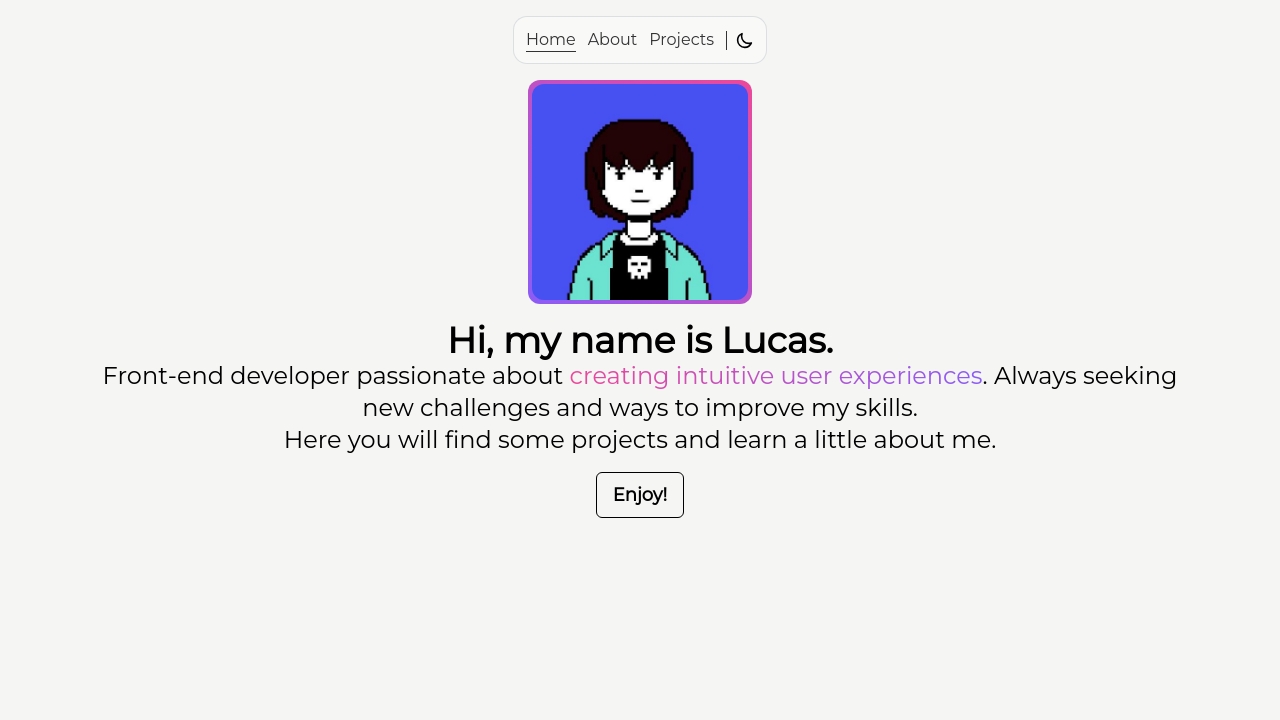 Home About Projects
Hi, my name is Lucas.
Front-end developer passionate about creating intuitive user experiences. Always seeking
new challenges and ways to improve my skills.
Here you will find some projects and learn a little about me.
Enjoy!